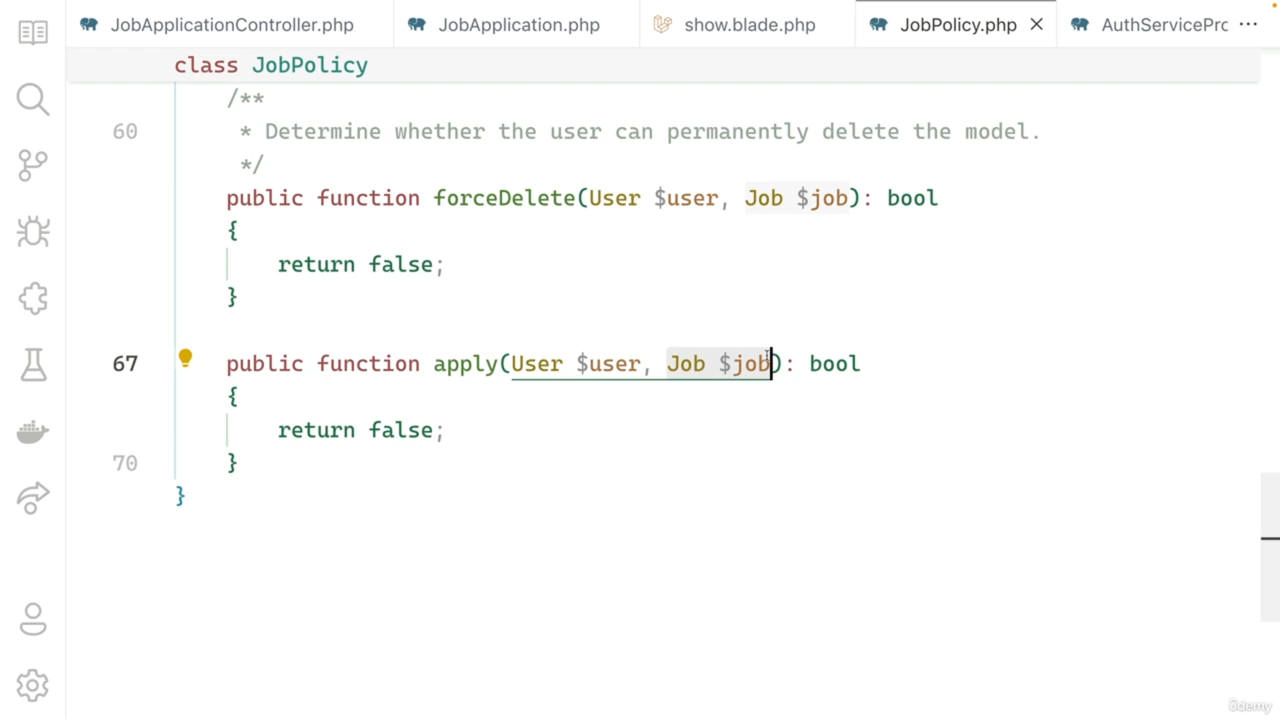 JobApplicationController.php JobApplication.php show.blade.php JobPolicy.php AuthServicePrc
class JobPolicy
/**
60 * Determine whether the user can permanently delete the model.
*/
public function forceDelete(User $user, Job $job): bool
{
return false;
}
67 public function apply(User $user, Job $job): bool
{
return false;
70 }
}
ûdemy